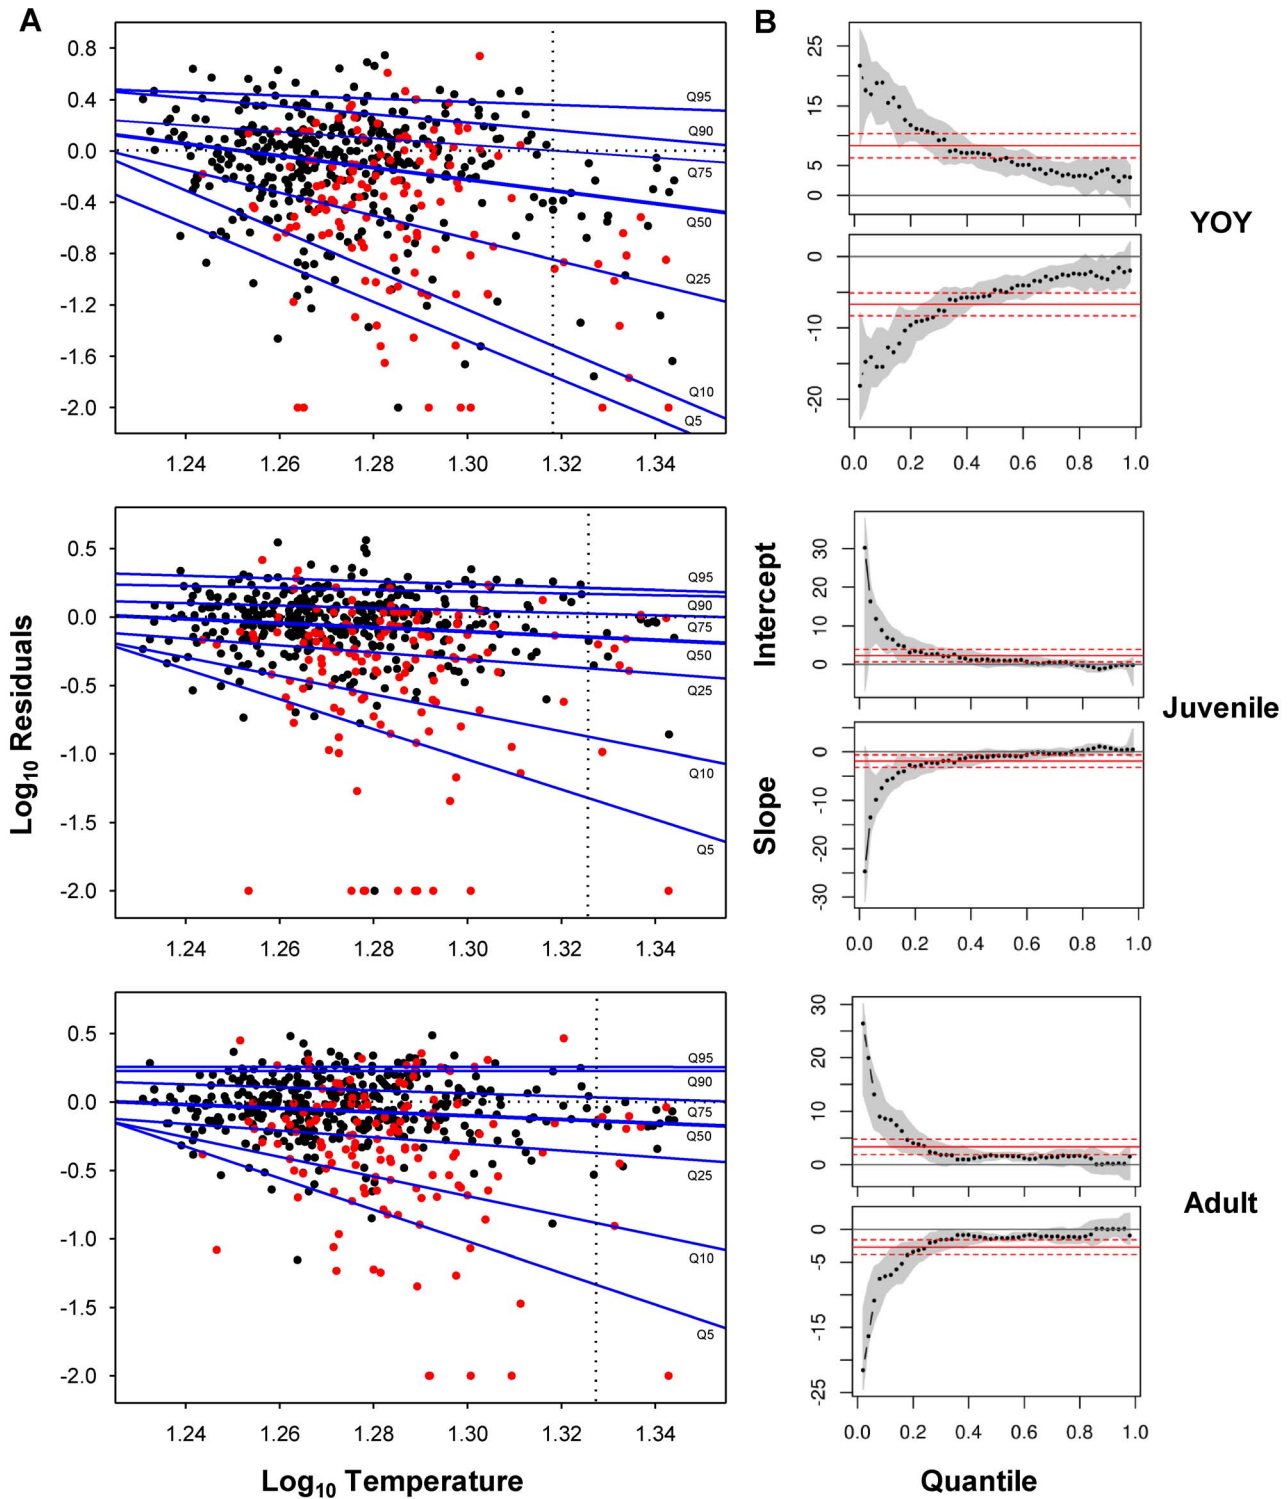 A
B
0.8
0.4
0.0
-0.4
-0.8
-1.2
-1.6
-2.0
Q95
Q90
Q75
Q50
Q25
Q10
Q5
1.24 1.26 1.28 1.30 1.32 1.34
25
15
5
0
0
-10
-20
0.0 0.2 0.4 0.6 0.8 1.0
YOY
0.5
0.0
-0.5
-1.0
-1.5
-2.0
Q95
Q90
Q75
Q50
Q25
Q10
Q5
1.24 1.26 1.28 1.30 1.32 1.34
Log10 Residuals
Intercept
Slope
30
20
10
0
0
-10
-20
-30
0.0 0.2 0.4 0.6 0.8 1.0
Juvenile
0.5
0.0
-0.5
-1.0
-1.5
-2.0
Q95
Q90
Q75
Q50
Q25
Q10
Q5
1.24 1.26 1.28 1.30 1.32 1.34
Log10 Temperature
30
20
10
0
0
-5
-15
-25
0.0 0.2 0.4 0.6 0.8 1.0
Quantile
Adult